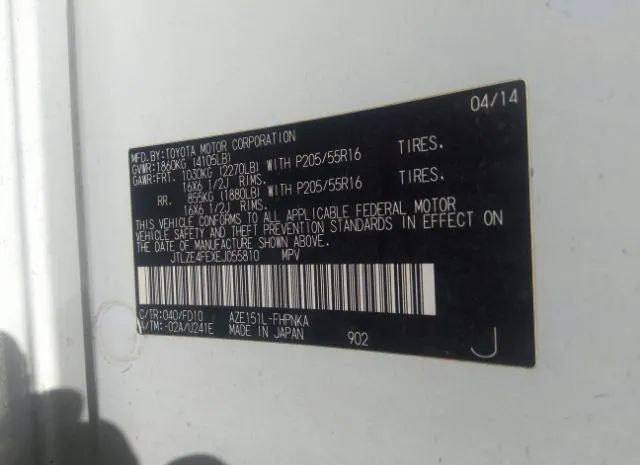 04/14
MFD.BY:TOYOTA MOTOR CORPORATION
GVWR:1860KG (4105LB)
GAWR:FRT. 1030KG (2270LB) WITH P205/55R16 TIRES.
16X6 1/2J RIMS.
RR. 855KG (1880LB) WITH P205/55R16 TIRES.
16X6 1/2J RIMS.
THIS VEHICLE CONFORMS TO ALL APPLICABLE FEDERAL MOTOR
VEHICLE SAFETY AND THEFT PREVENTION STANDARDS IN EFFECT ON
THE DATE OF MANUFACTURE SHOWN ABOVE.
JTLZE4FEXEJ055810 MPV
C/TR:040/FD10 AZE151L-FHPNKA
A/TM:-02A/U241E MADE IN JAPAN 902 J